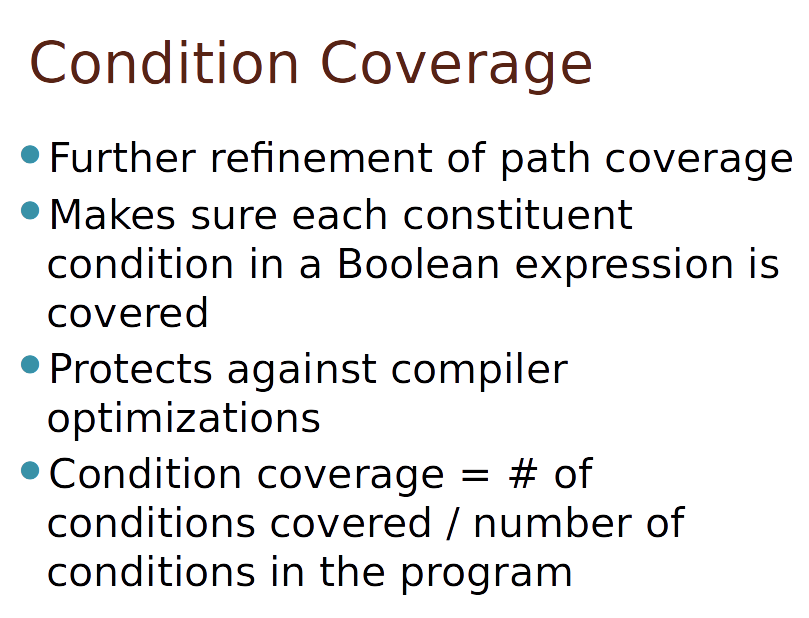 Condition Coverage
●Further refinement of path coverage
●Makes sure each constituent
condition in a Boolean expression is
covered
●Protects against compiler
optimizations
●Condition coverage = # of
conditions covered / number of
conditions in the program